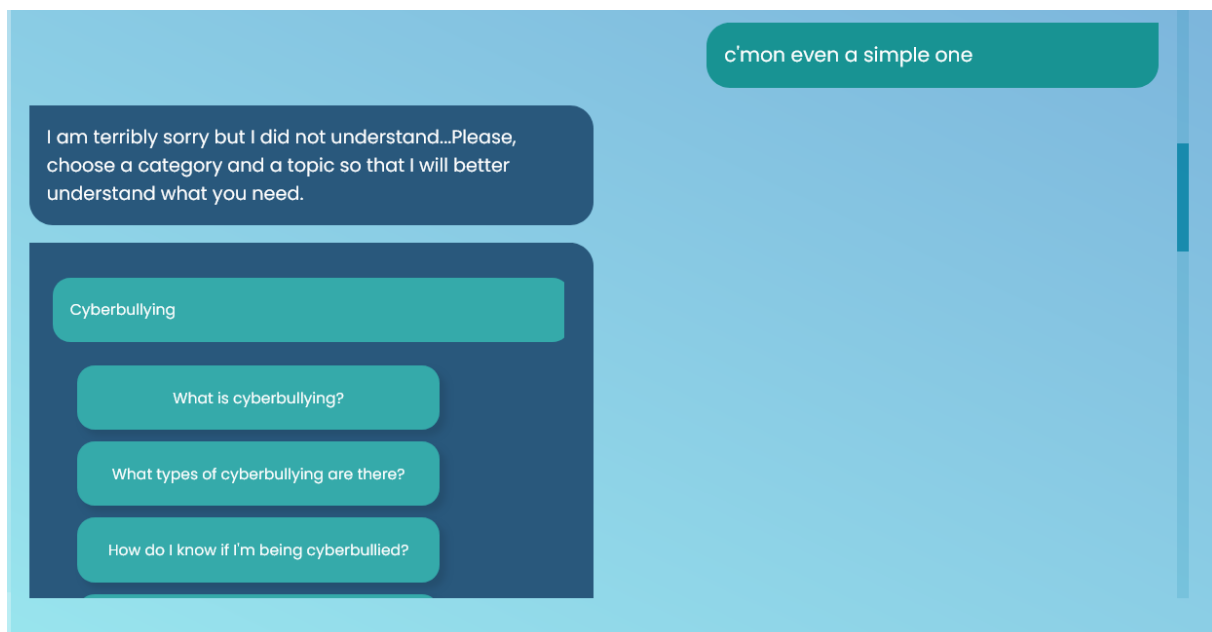 c'mon even a simple one
I am terribly sorry but I did not understand...Please,
choose a category and a topic so that I will better
understand what you need.
Cyberbullying
What is cyberbullying?
What types of cyberbullying are there?
How do I know if I'm being cyberbullied?